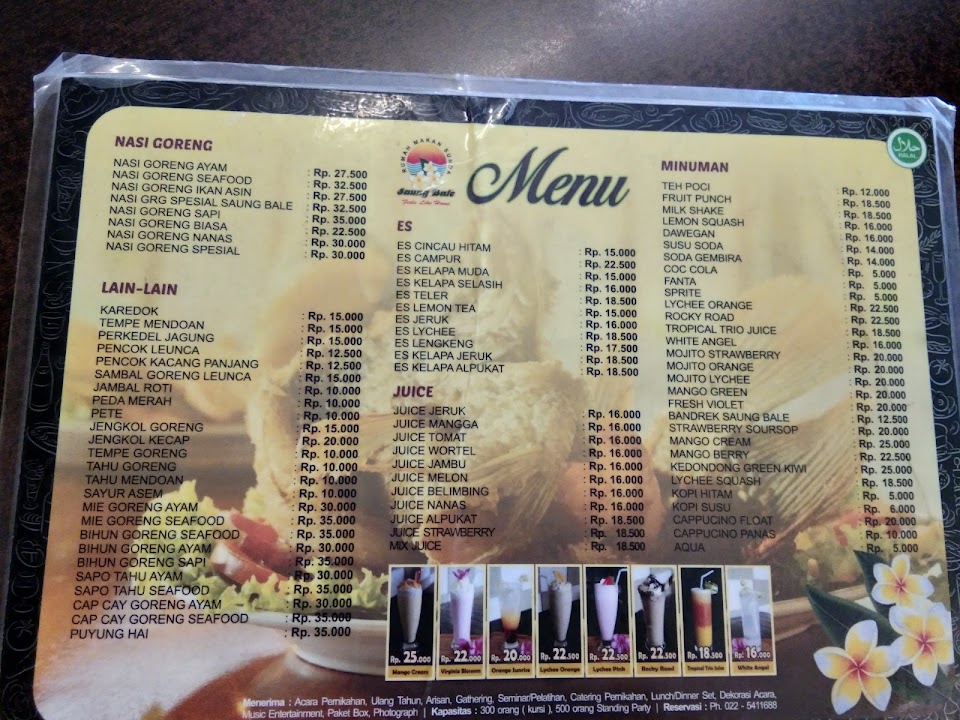 NASI GORENG
NASI GORENG AYAM : Rp. 27.500
NASI GORENG SEAFOOD : Rp. 32.500
NASI GORENG IKAN ASIN : Rp. 27.500
NASI GRG SPESIAL SAUNG BALE : Rp. 32.500
NASI GORENG SAPI : Rp. 35.000
NASI GORENG BIASA : Rp. 22.500
NASI GORENG NANAS : Rp. 30.000
NASI GORENG SPESIAL : Rp. 30.000
LAIN-LAIN
KAREDOK : Rp. 15.000
TEMPE MENDOAN : Rp. 15.000
PERKEDEL JAGUNG : Rp. 15.000
PENCOK LEUNCA : Rp. 12.500
PENCOK KACANG PANJANG : Rp. 12.500
SAMBAL GORENG LEUNCA : Rp. 15.000
JAMBAL ROTI : Rp. 10.000
PEDA MERAH : Rp. 10.000
PETE : Rp. 10.000
JENGKOL GORENG : Rp. 15.000
JENGKOL KECAP : Rp. 20.000
TEMPE GORENG : Rp. 10.000
TAHU GORENG : Rp. 10.000
TAHU MENDOAN : Rp. 10.000
SAYUR ASEM : Rp. 10.000
MIE GORENG AYAM : Rp. 30.000
MIE GORENG SEAFOOD : Rp. 35.000
BIHUN GORENG SEAFOOD : Rp. 35.000
BIHUN GORENG AYAM : Rp. 30.000
BIHUN GORENG SAPI : Rp. 35.000
SAPO TAHU AYAM : Rp. 30.000
SAPO TAHU SEAFOOD : Rp. 35.000
CAP CAY GORENG AYAM : Rp. 30.000
CAP CAY GORENG SEAFOOD : Rp. 35.000
PUYUNG HAI : Rp. 35.000
RUMAH MAKAN SUNDA
Saung Bale
Feels Like Home
Menu
ES
ES CINCAU HITAM : Rp. 15.000
ES CAMPUR : Rp. 22.500
ES KELAPA MUDA : Rp. 15.000
ES KELAPA SELASIH : Rp. 16.000
ES TELER : Rp. 18.500
ES LEMON TEA : Rp. 15.000
ES JERUK : Rp. 16.000
ES LYCHEE : Rp. 18.500
ES LENGKENG : Rp. 17.500
ES KELAPA JERUK : Rp. 18.500
ES KELAPA ALPUKAT : Rp. 18.500
JUICE
JUICE JERUK : Rp. 16.000
JUICE MANGGA : Rp. 16.000
JUICE TOMAT : Rp. 16.000
JUICE WORTEL : Rp. 16.000
JUICE JAMBU : Rp. 16.000
JUICE MELON : Rp. 16.000
JUICE BELIMBING : Rp. 16.000
JUICE NANAS : Rp. 16.000
JUICE ALPUKAT : Rp. 18.500
JUICE STRAWBERRY : Rp. 18.500
MIX JUICE : Rp. 18.500
حلال
HALAL
MINUMAN
TEH POCI : Rp. 12.000
FRUIT PUNCH : Rp. 18.500
MILK SHAKE : Rp. 18.500
LEMON SQUASH : Rp. 16.000
DAWEGAN : Rp. 16.000
SUSU SODA : Rp. 14.000
SODA GEMBIRA : Rp. 14.000
COC COLA : Rp. 5.000
FANTA : Rp. 5.000
SPRITE : Rp. 5.000
LYCHEE ORANGE : Rp. 22.500
ROCKY ROAD : Rp. 22.500
TROPICAL TRIO JUICE : Rp. 18.500
WHITE ANGEL : Rp. 16.000
MOJITO STRAWBERRY : Rp. 20.000
MOJITO ORANGE : Rp. 20.000
MOJITO LYCHEE : Rp. 20.000
MANGO GREEN : Rp. 20.000
FRESH VIOLET : Rp. 20.000
BANDREK SAUNG BALE : Rp. 12.500
STRAWBERRY SOURSOP : Rp. 20.000
MANGO CREAM : Rp. 25.000
MANGO BERRY : Rp. 22.500
KEDONDONG GREEN KIWI : Rp. 25.000
LYCHEE SQUASH : Rp. 18.500
KOPI HITAM : Rp. 5.000
KOPI SUSU : Rp. 6.000
CAPPUCINO FLOAT : Rp. 20.000
CAPPUCINO PANAS : Rp. 10.000
AQUA : Rp. 5.000
Rp. 25.000 Rp. 22.000 Rp. 20.000 Rp. 22.500 Rp. 22.500 Rp. 22.500 Rp. 18.500 Rp. 16.000
Mango Cream Virginia Blossom Orange Sunrise Lychee Orange Lychee Pink Rocky Road Tropical Trio Juice White Angel
Menerima : Acara Pernikahan, Ulang Tahun, Arisan, Gathering, Seminar/Pelatihan, Catering Pernikahan, Lunch/Dinner Set, Dekorasi Acara,
Music Entertainment, Paket Box, Photograph | Kapasitas : 300 orang ( kursi ), 500 orang Standing Party | Reservasi : Ph. 022 - 5411688